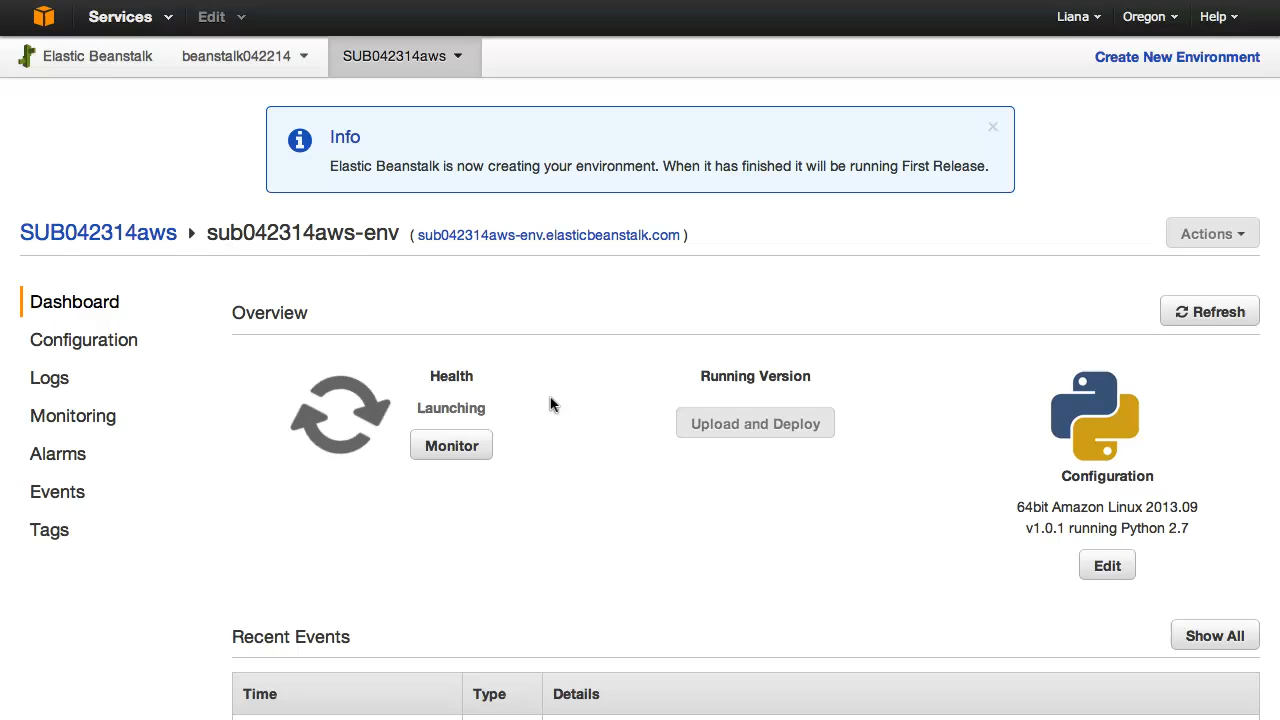 Services Edit Liana Oregon Help
Elastic Beanstalk beanstalk042214 SUB042314aws Create New Environment
Info
Elastic Beanstalk is now creating your environment. When it has finished it will be running First Release.
SUB042314aws sub042314aws-env ( sub042314aws-env.elasticbeanstalk.com ) Actions
Dashboard
Configuration
Logs
Monitoring
Alarms
Events
Tags
Overview Refresh
Health
Launching
Monitor
Running Version
Upload and Deploy
Configuration
64bit Amazon Linux 2013.09
v1.0.1 running Python 2.7
Edit
Recent Events Show All
Time Type Details